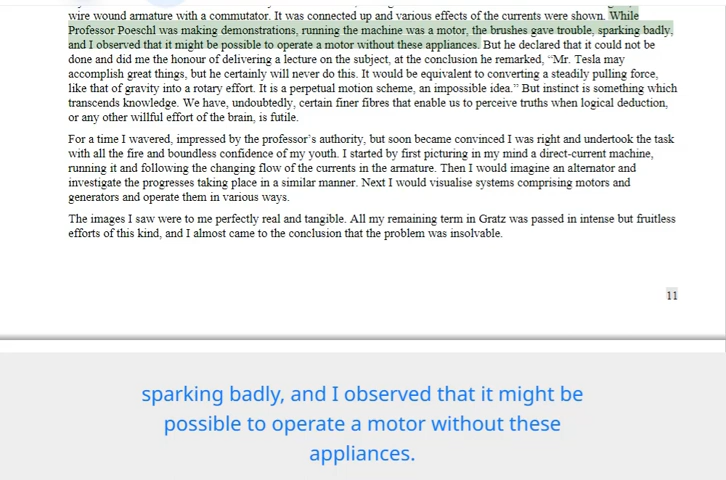 wire wound armature with a commutator. It was connected up and various effects of the currents were shown. While
Professor Poeschl was making demonstrations, running the machine was a motor, the brushes gave trouble, sparking badly,
and I observed that it might be possible to operate a motor without these appliances. But he declared that it could not be
done and did me the honour of delivering a lecture on the subject, at the conclusion he remarked, “Mr. Tesla may
accomplish great things, but he certainly will never do this. It would be equivalent to converting a steadily pulling force,
like that of gravity into a rotary effort. It is a perpetual motion scheme, an impossible idea.” But instinct is something which
transcends knowledge. We have, undoubtedly, certain finer fibres that enable us to perceive truths when logical deduction,
or any other willful effort of the brain, is futile.
For a time I wavered, impressed by the professor’s authority, but soon became convinced I was right and undertook the task
with all the fire and boundless confidence of my youth. I started by first picturing in my mind a direct-current machine,
running it and following the changing flow of the currents in the armature. Then I would imagine an alternator and
investigate the progresses taking place in a similar manner. Next I would visualise systems comprising motors and
generators and operate them in various ways.
The images I saw were to me perfectly real and tangible. All my remaining term in Gratz was passed in intense but fruitless
efforts of this kind, and I almost came to the conclusion that the problem was insolvable.
11
sparking badly, and I observed that it might be
possible to operate a motor without these
appliances.